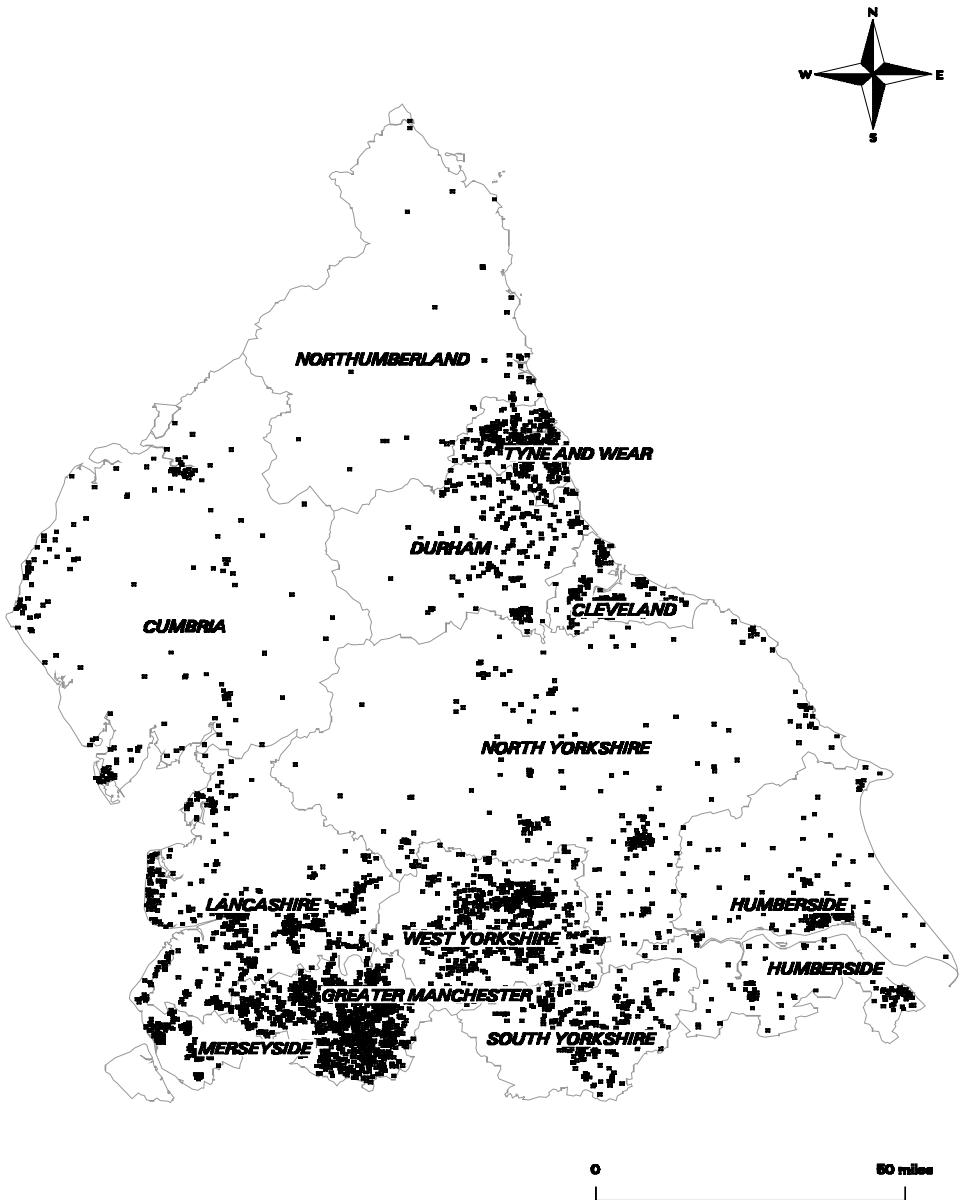 N
W E
S
NORTHUMBERLAND
TYNE AND WEAR
DURHAM
CLEVELAND
CUMBRIA
NORTH YORKSHIRE
LANCASHIRE
HUMBERSIDE
WEST YORKSHIRE
HUMBERSIDE
GREATER MANCHESTER
SOUTH YORKSHIRE
MERSEYSIDE
0 50 miles